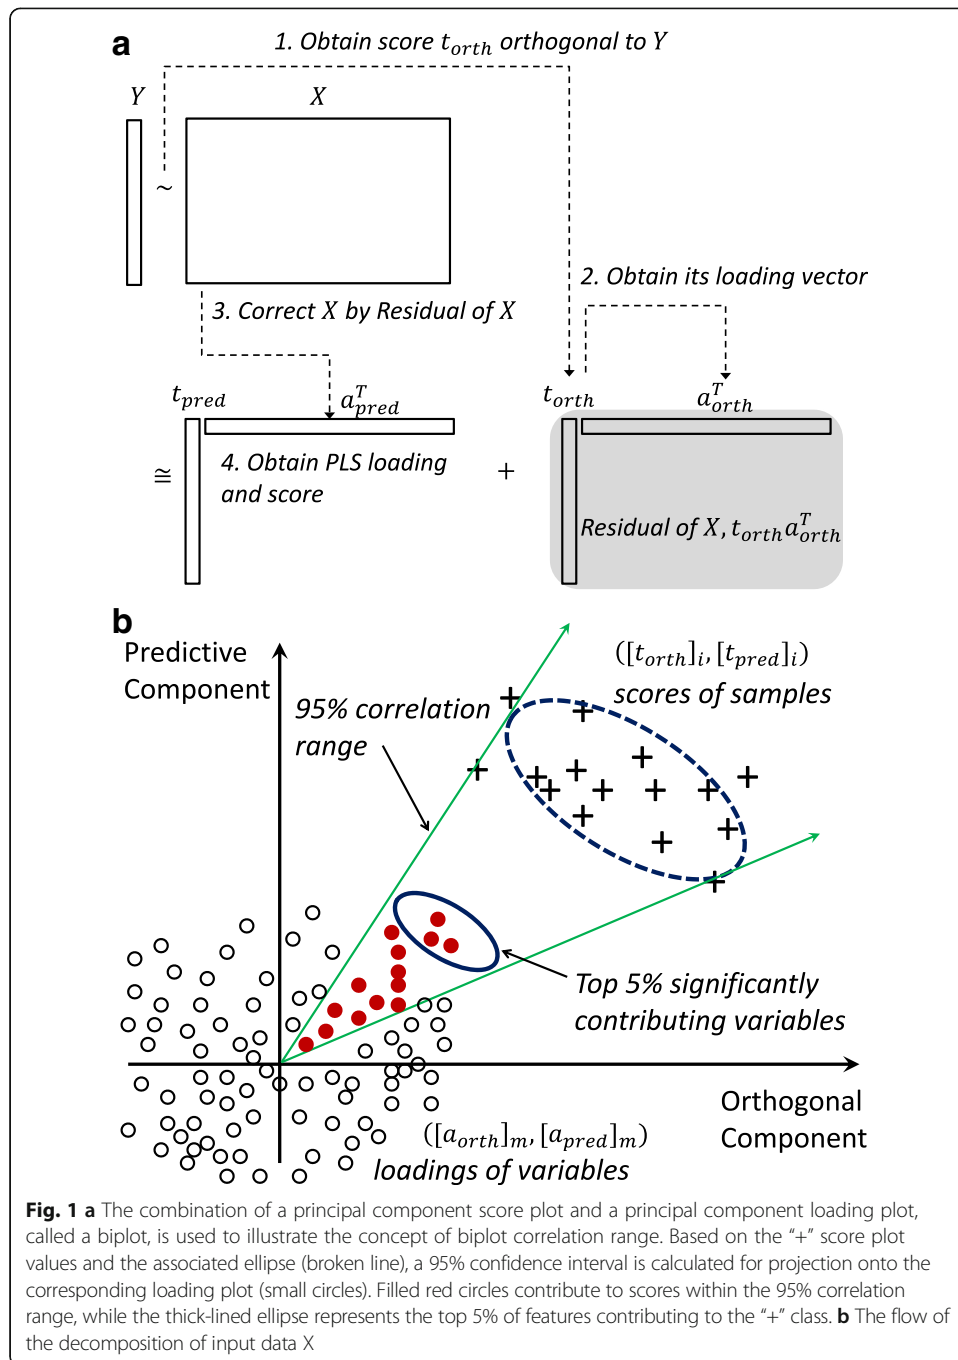 a
1. Obtain score t_orth orthogonal to Y
Y
X
~
2. Obtain its loading vector
3. Correct X by Residual of X
t_pred
a^T_pred
t_orth
a^T_orth
≅
4. Obtain PLS loading
and score
+
Residual of X, t_orth a^T_orth
b
Predictive
Component
([t_orth]_i, [t_pred]_i)
scores of samples
95% correlation
range
Top 5% significantly
contributing variables
Orthogonal
Component
([a_orth]_m, [a_pred]_m)
loadings of variables
Fig. 1 a The combination of a principal component score plot and a principal component loading plot,
called a biplot, is used to illustrate the concept of biplot correlation range. Based on the “+” score plot
values and the associated ellipse (broken line), a 95% confidence interval is calculated for projection onto the
corresponding loading plot (small circles). Filled red circles contribute to scores within the 95% correlation
range, while the thick-lined ellipse represents the top 5% of features contributing to the “+” class. b The flow of
the decomposition of input data X